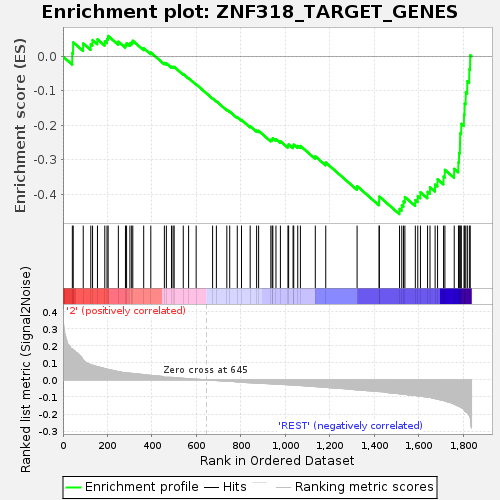 Enrichment plot: ZNF318_TARGET_GENES
Enrichment score (ES)
0.0
-0.1
-0.2
-0.3
-0.4
'2' (positively correlated)
Ranked list metric (Signal2Noise)
0.4
0.3
0.2
0.1
0.0
-0.1
-0.2
-0.3
Zero cross at 645
'REST' (negatively correlated)
0 200 400 600 800 1,000 1,200 1,400 1,600 1,800
Rank in Ordered Dataset
Enrichment profile Hits Ranking metric scores